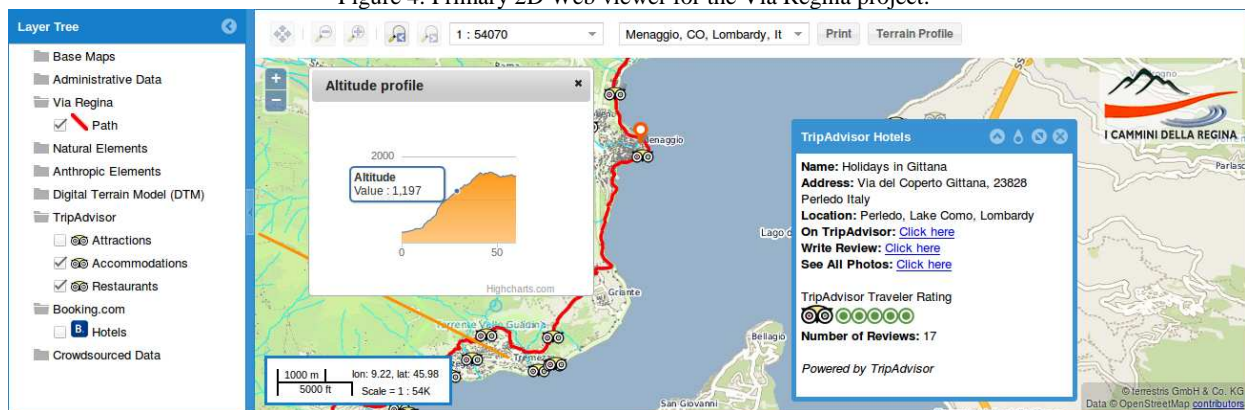 Figure 4. Primary 2D Web viewer for the Via Regina project.
Layer Tree
Base Maps
Administrative Data
Via Regina
Path
Natural Elements
Anthropic Elements
Digital Terrain Model (DTM)
TripAdvisor
Attractions
Accommodations
Restaurants
Booking.com
B. Hotels
Crowdsourced Data
1 : 54070
Menaggio, CO, Lombardy, It
Print
Terrain Profile
+
−
Altitude profile
2000
Altitude
Value : 1,197
0
50
Highcharts.com
Menaggio
Griante
Tremez
Bellagio
San Giovanni
Lago d
1000 m
5000 ft
lon: 9.22, lat: 45.98
Scale = 1 : 54K
TripAdvisor Hotels
Name: Holidays in Gittana
Address: Via del Coperto Gittana, 23828
Perledo Italy
Location: Perledo, Lake Como, Lombardy
On TripAdvisor: Click here
Write Review: Click here
See All Photos: Click here
TripAdvisor Traveler Rating
Number of Reviews: 17
Powered by TripAdvisor
I CAMMINI DELLA REGINA
Parlasc
© terrestris GmbH & Co. KG
Data © OpenStreetMap contributors